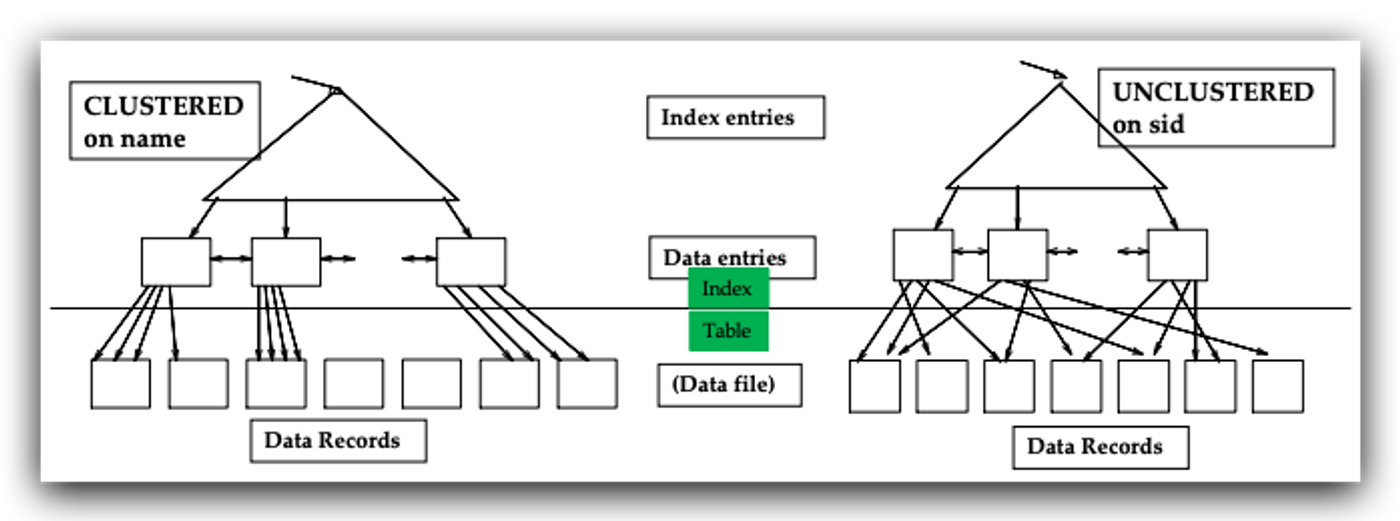 CLUSTERED
on name
Index entries
UNCLUSTERED
on sid
Data entries
Index
Table
(Data file)
Data Records
Data Records